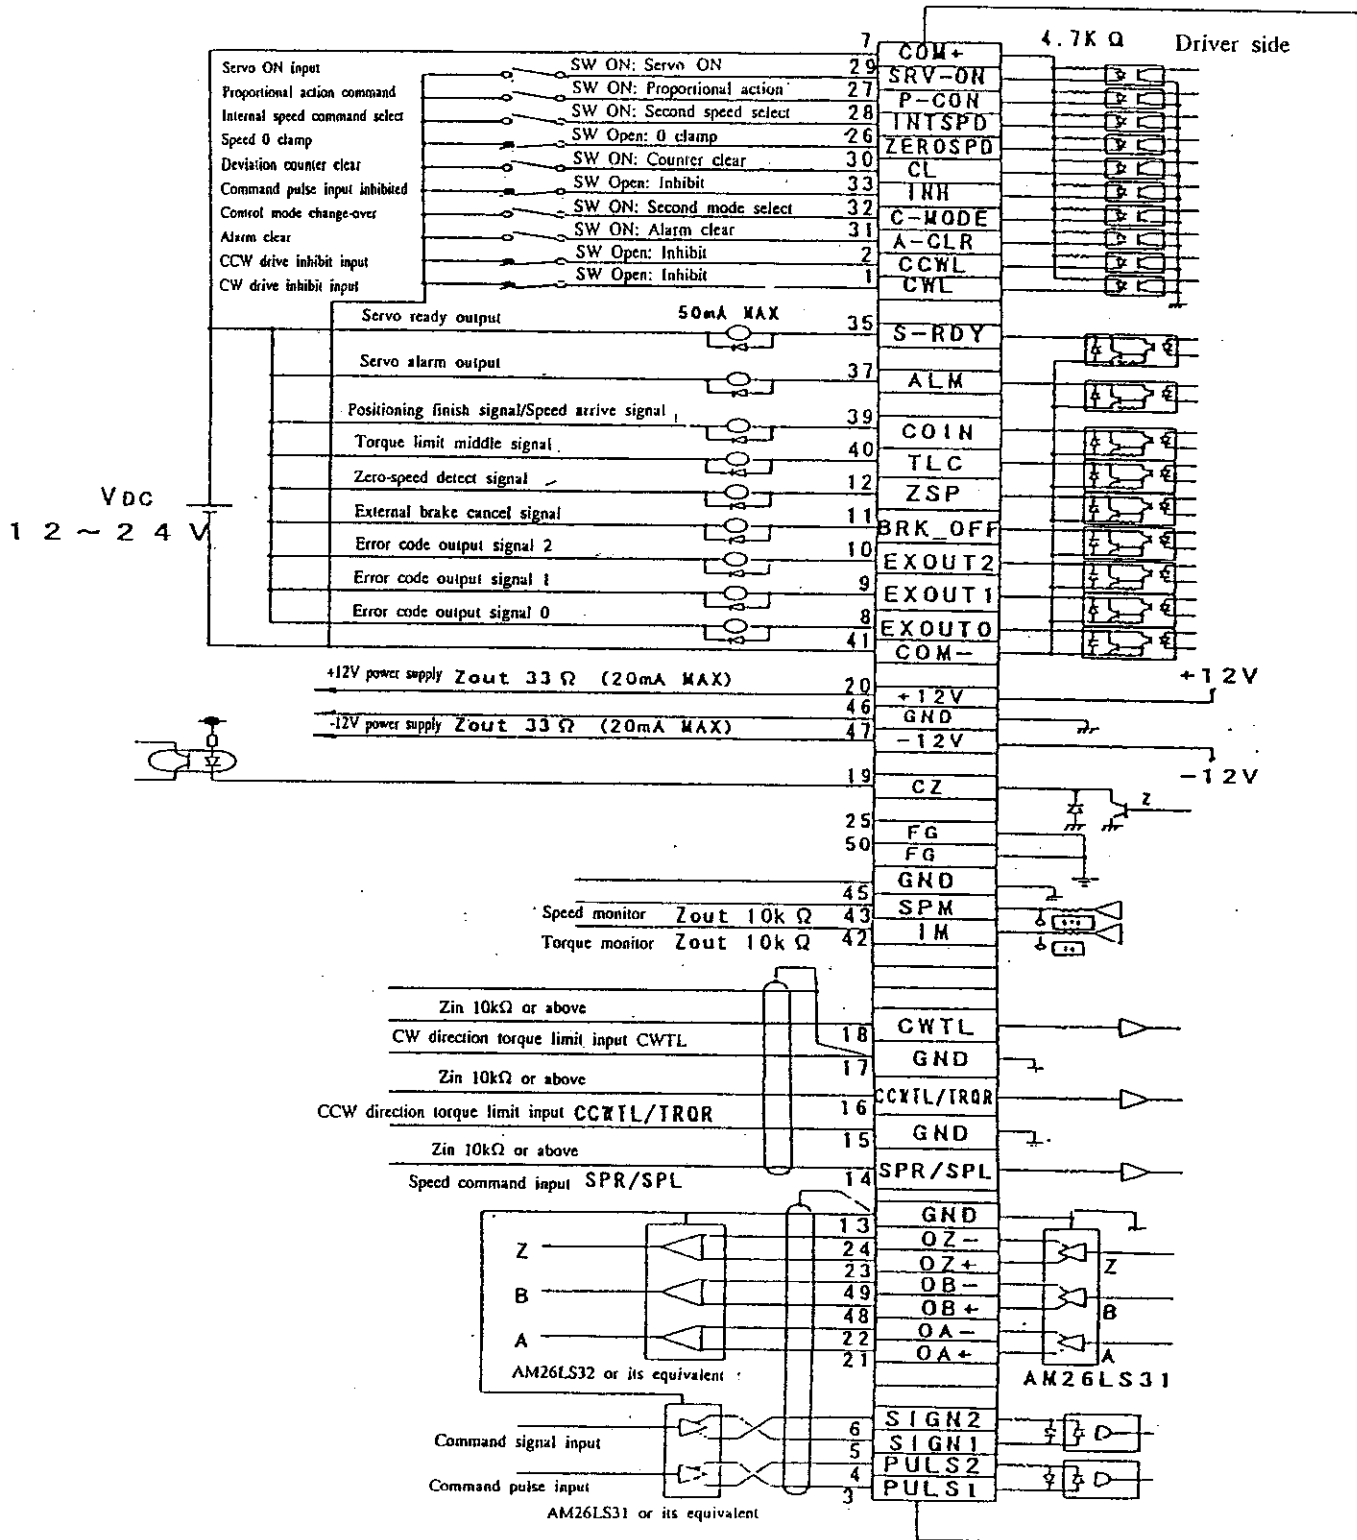 4.7K Ω Driver side
7 COM+
Servo ON input SW ON: Servo ON 29 SRV-ON
Proportional action command SW ON: Proportional action 27 P-CON
Internal speed command select SW ON: Second speed select 28 INTSPD
Speed 0 clamp SW Open: 0 clamp 26 ZEROSPD
Deviation counter clear SW ON: Counter clear 30 CL
Command pulse input inhibited SW Open: Inhibit 33 INH
Control mode change-over SW ON: Second mode select 32 C-MODE
Alarm clear SW ON: Alarm clear 31 A-CLR
CCW drive inhibit input SW Open: Inhibit 2 CCWL
CW drive inhibit input SW Open: Inhibit 1 CWL
Servo ready output 50mA MAX 35 S-RDY
Servo alarm output 37 ALM
Positioning finish signal/Speed arrive signal 39 COIN
Torque limit middle signal 40 TLC
Zero-speed detect signal 12 ZSP
External brake cancel signal 11 BRK_OFF
Error code output signal 2 10 EXOUT2
Error code output signal 1 9 EXOUT1
Error code output signal 0 8 EXOUT0
41 COM-
VDC
12~24V
+12V power supply Zout 33Ω (20mA MAX) 20 +12V +12V
46 GND
-12V power supply Zout 33Ω (20mA MAX) 47 -12V
-12V
19 CZ Z
25 FG
50 FG
GND
45
Speed monitor Zout 10kΩ 43 SPM
Torque monitor Zout 10kΩ 42 IM
Zin 10kΩ or above
CW direction torque limit input CWTL 18 CWTL
17 GND
Zin 10kΩ or above
CCW direction torque limit input CCWTL/TRQR 16 CCWTL/TRQR
15 GND
Zin 10kΩ or above
Speed command input SPR/SPL 14 SPR/SPL
13 GND
Z 24 OZ- Z
23 OZ+
B 49 OB- B
48 OB+
A 22 OA- A
21 OA+
AM26LS32 or its equivalent AM26LS31
6 SIGN2
Command signal input 5 SIGN1
4 PULS2
Command pulse input 3 PULS1
AM26LS31 or its equivalent